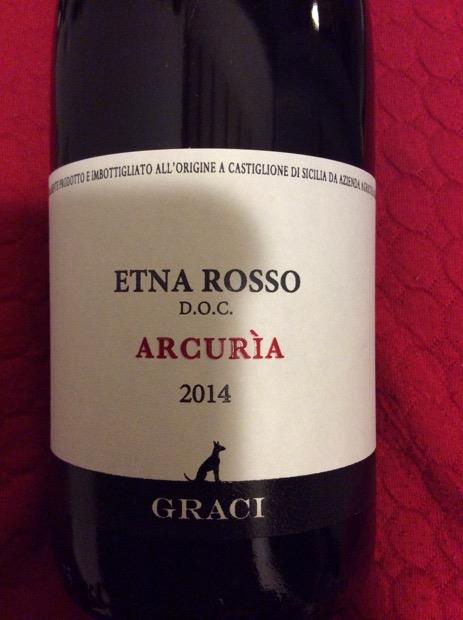 PRODOTTO E IMBOTTIGLIATO ALL'ORIGINE A CASTIGLIONE DI SICILIA DA AZIENDA
ETNA ROSSO
D.O.C.
ARCURÌA
2014
GRACI